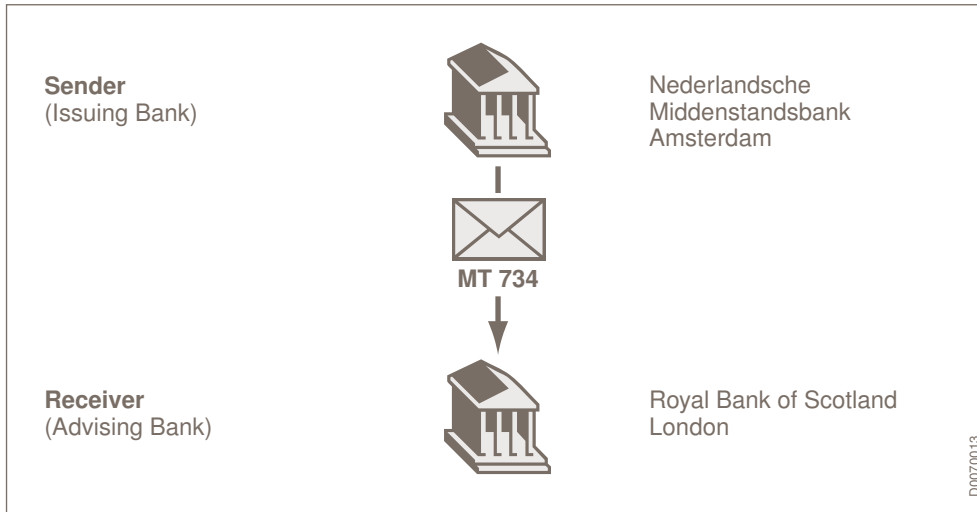 Sender
(Issuing Bank)
Nederlandsche
Middenstandsbank
Amsterdam
MT 734
Receiver
(Advising Bank)
Royal Bank of Scotland
London
D0070013